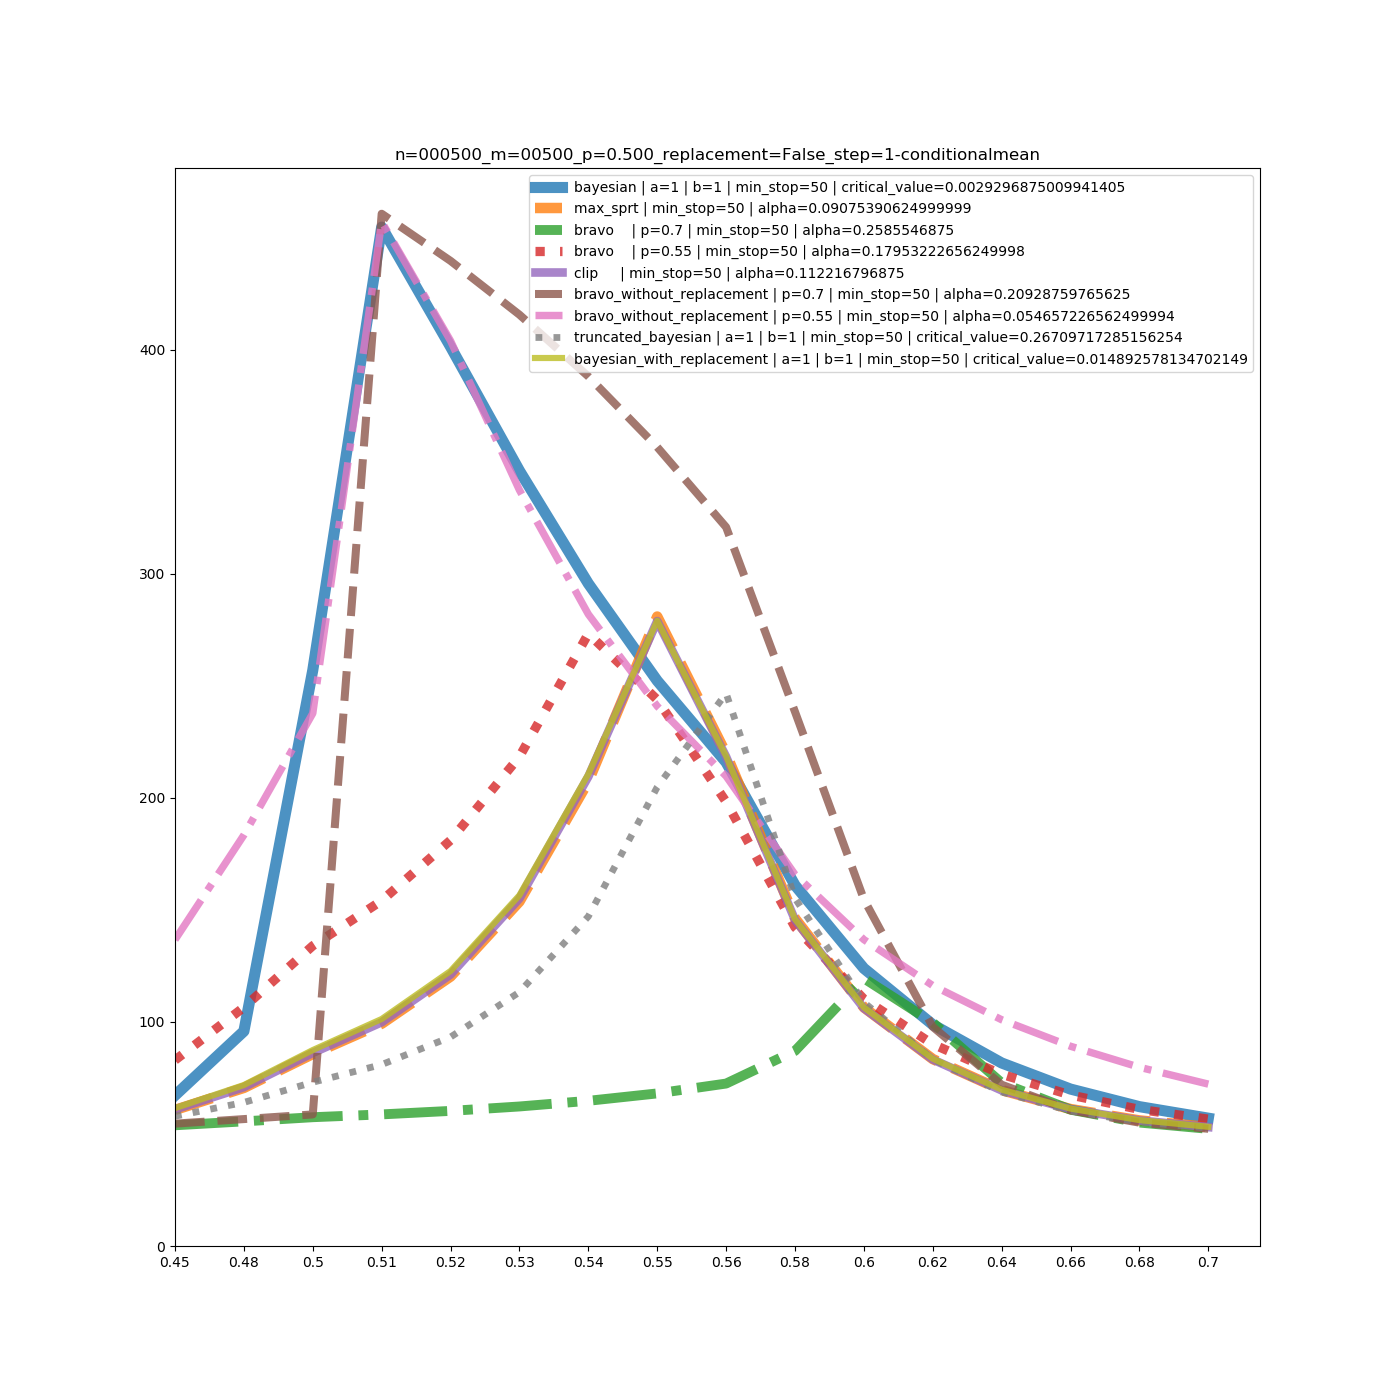 n=000500_m=00500_p=0.500_replacement=False_step=1-conditionalmean
bayesian | a=1 | b=1 | min_stop=50 | critical_value=0.0029296875009941405
max_sprt | min_stop=50 | alpha=0.09075390624999999
bravo | p=0.7 | min_stop=50 | alpha=0.2585546875
bravo | p=0.55 | min_stop=50 | alpha=0.17953222656249998
clip | min_stop=50 | alpha=0.112216796875
bravo_without_replacement | p=0.7 | min_stop=50 | alpha=0.20928759765625
bravo_without_replacement | p=0.55 | min_stop=50 | alpha=0.054657226562499994
truncated_bayesian | a=1 | b=1 | min_stop=50 | critical_value=0.26709717285156254
bayesian_with_replacement | a=1 | b=1 | min_stop=50 | critical_value=0.014892578134702149
400
300
200
100
0
0.45 0.48 0.5 0.51 0.52 0.53 0.54 0.55 0.56 0.58 0.6 0.62 0.64 0.66 0.68 0.7